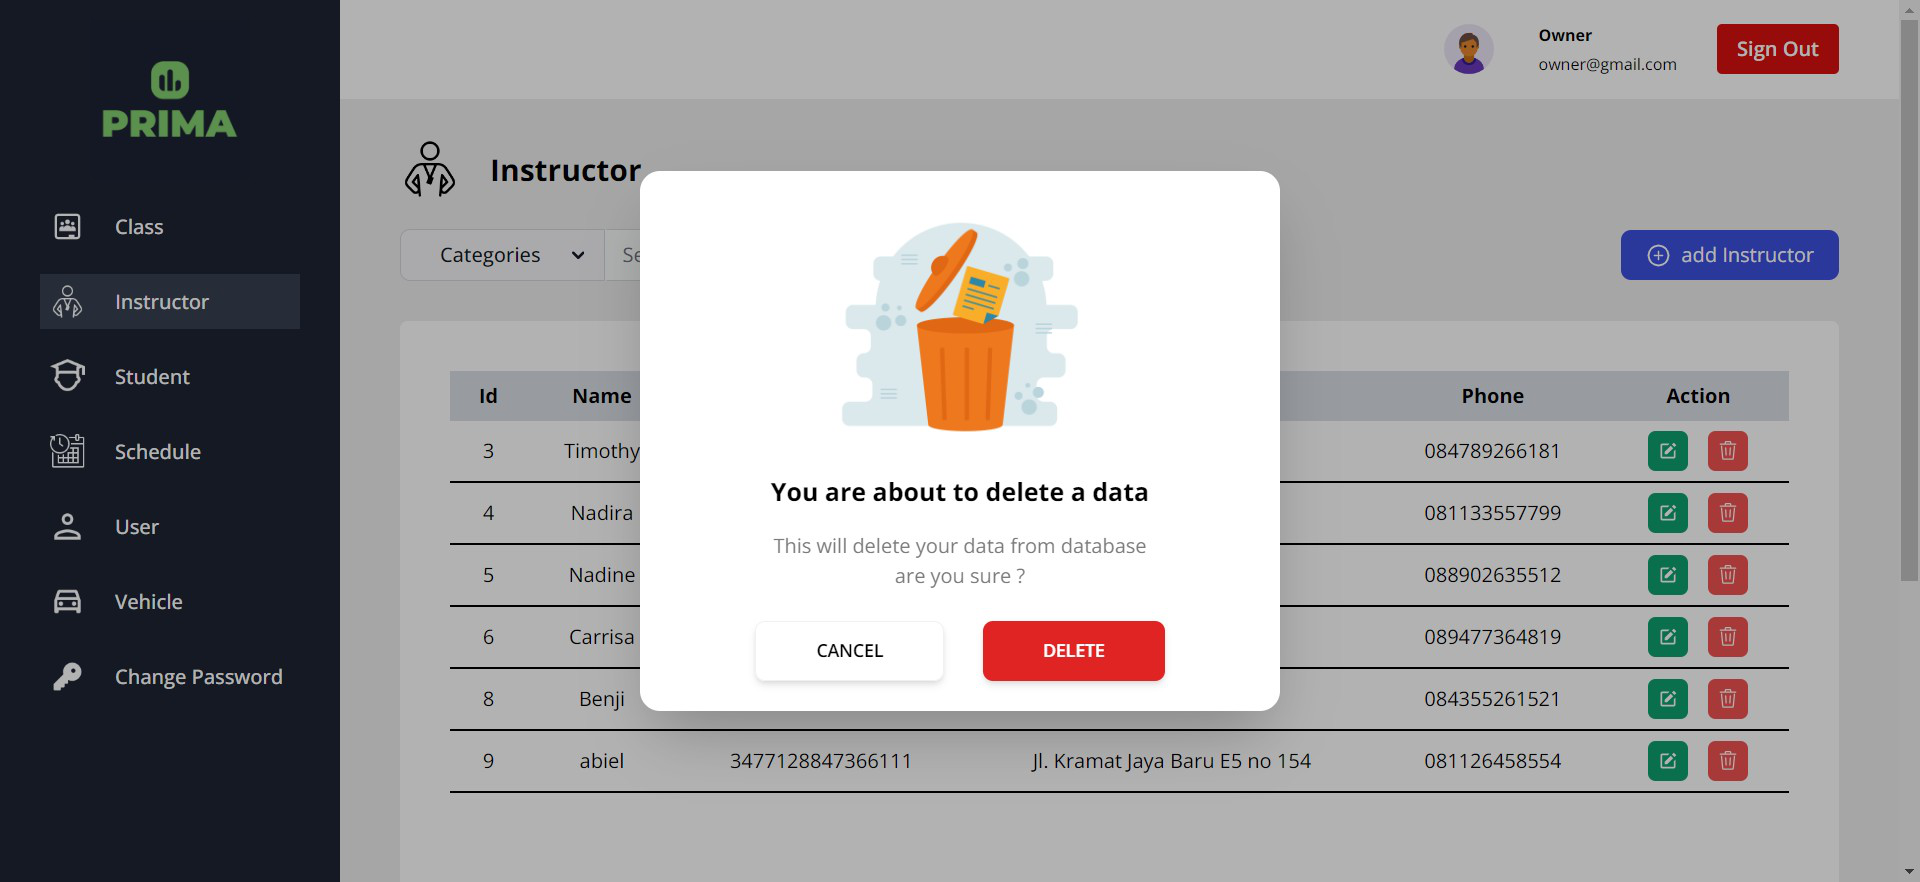 PRIMA
Class
Instructor
Student
Schedule
User
Vehicle
Change Password
Owner
owner@gmail.com
Sign Out
Instructor
Categories
Se
add Instructor
Id Name Phone Action
3 Timothy 084789266181
4 Nadira 081133557799
5 Nadine 088902635512
6 Carrisa 089477364819
8 Benji 084355261521
9 abiel 3477128847366111 Jl. Kramat Jaya Baru E5 no 154 081126458554
You are about to delete a data
This will delete your data from database
are you sure ?
CANCEL
DELETE